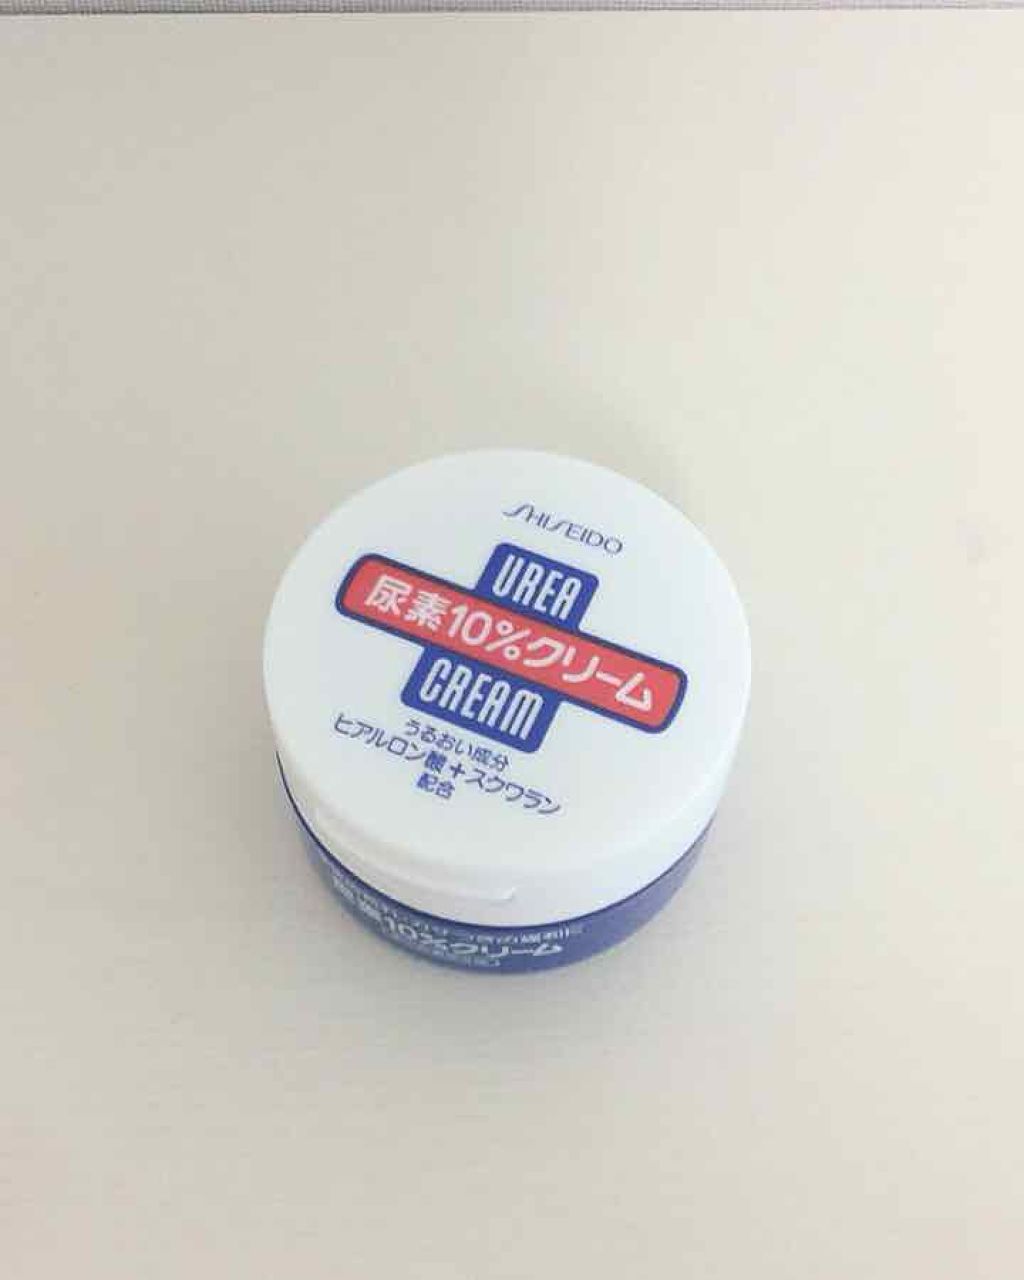 SHISEIDO
UREA
尿素10%クリーム
CREAM
うるおい成分
ヒアルロン酸+スクワラン
配合
尿素10%クリーム